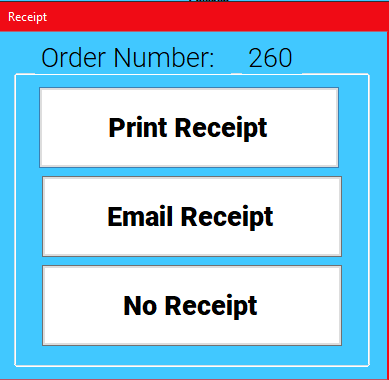 Receipt
Order Number: 260
Print Receipt
Email Receipt
No Receipt